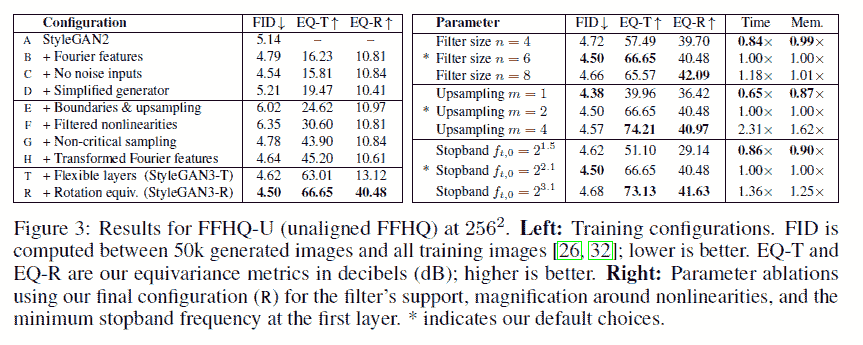 Configuration FID↓ EQ-T↑ EQ-R↑
A StyleGAN2 5.14 – –
B + Fourier features 4.79 16.23 10.81
C + No noise inputs 4.54 15.81 10.84
D + Simplified generator 5.21 19.47 10.41
E + Boundaries & upsampling 6.02 24.62 10.97
F + Filtered nonlinearities 6.35 30.60 10.81
G + Non-critical sampling 4.78 43.90 10.84
H + Transformed Fourier features 4.64 45.20 10.61
T + Flexible layers (StyleGAN3-T) 4.62 63.01 13.12
R + Rotation equiv. (StyleGAN3-R) 4.50 66.65 40.48
Parameter FID↓ EQ-T↑ EQ-R↑ Time Mem.
Filter size n = 4 4.72 57.49 39.70 0.84× 0.99×
* Filter size n = 6 4.50 66.65 40.48 1.00× 1.00×
Filter size n = 8 4.66 65.57 42.09 1.18× 1.01×
Upsampling m = 1 4.38 39.96 36.42 0.65× 0.87×
* Upsampling m = 2 4.50 66.65 40.48 1.00× 1.00×
Upsampling m = 4 4.57 74.21 40.97 2.31× 1.62×
Stopband f_{t,0} = 2^{1.5} 4.62 51.10 29.14 0.86× 0.90×
* Stopband f_{t,0} = 2^{2.1} 4.50 66.65 40.48 1.00× 1.00×
Stopband f_{t,0} = 2^{3.1} 4.68 73.13 41.63 1.36× 1.25×
Figure 3: Results for FFHQ-U (unaligned FFHQ) at 256². Left: Training configurations. FID is
computed between 50k generated images and all training images [26, 32]; lower is better. EQ-T and
EQ-R are our equivariance metrics in decibels (dB); higher is better. Right: Parameter ablations
using our final configuration (R) for the filter's support, magnification around nonlinearities, and the
minimum stopband frequency at the first layer. * indicates our default choices.